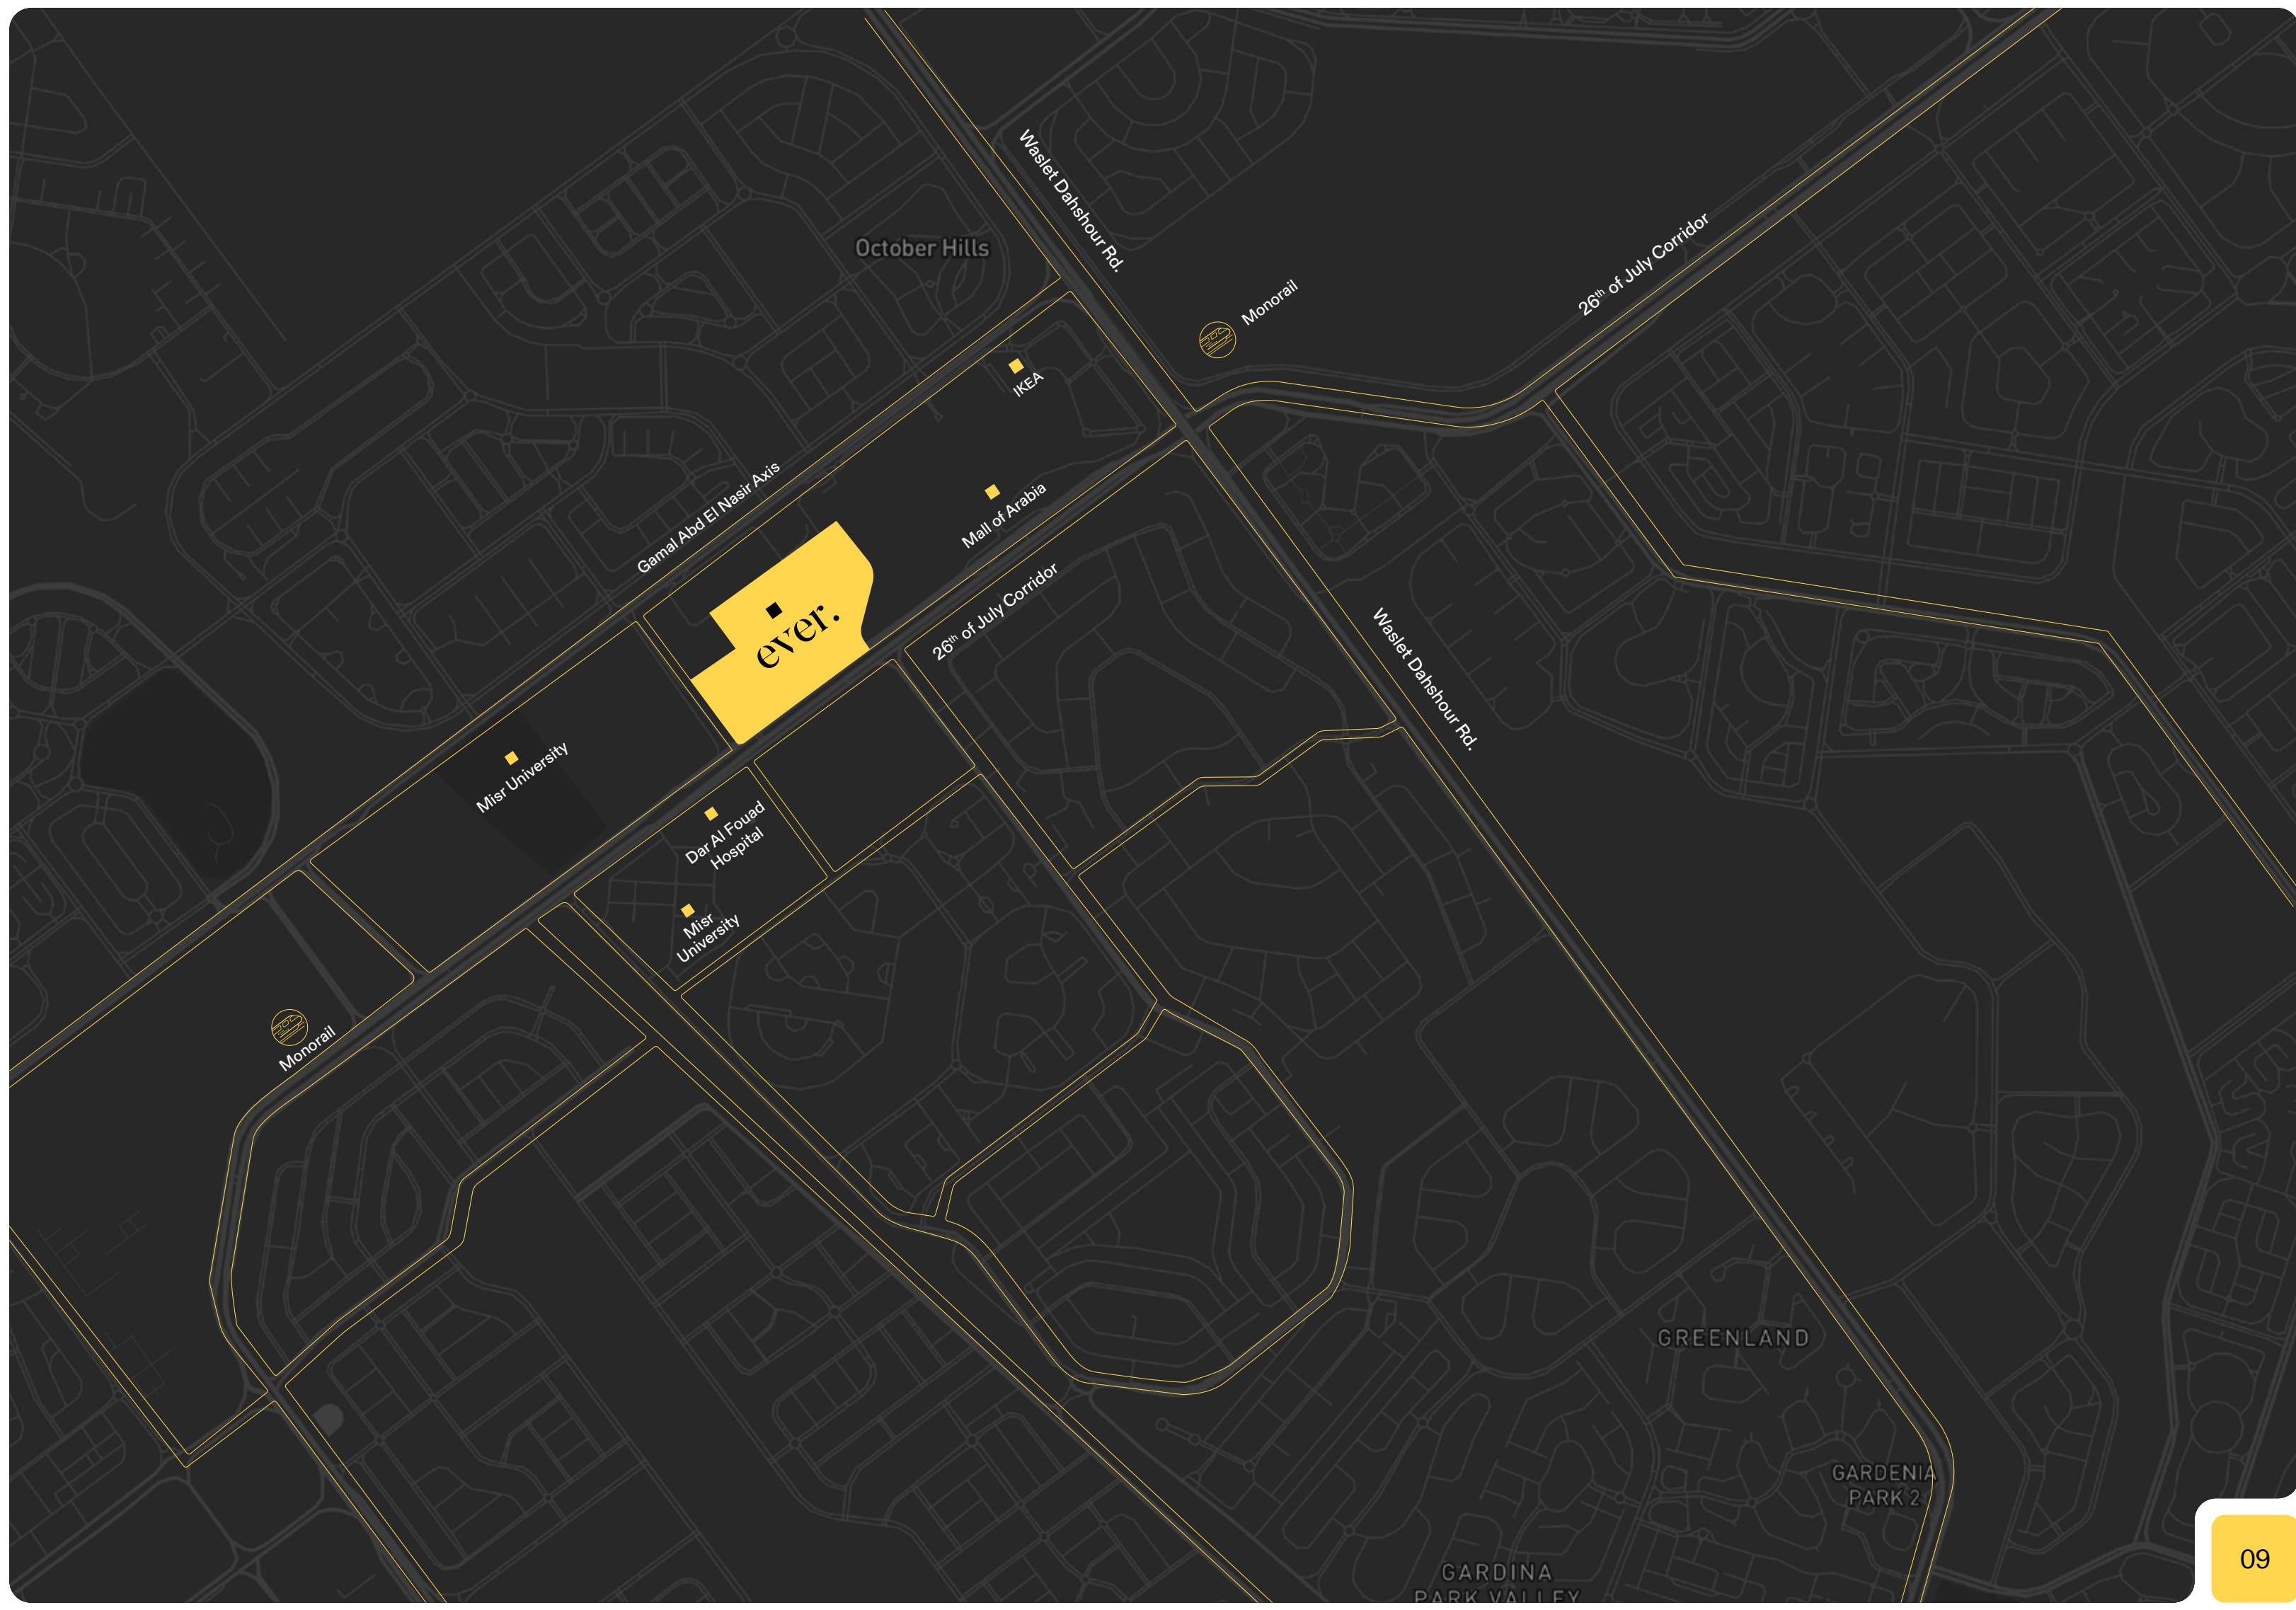 Waslet Dahshour Rd.
October Hills
26th of July Corridor
Monorail
IKEA
Gamal Abd El Nasir Axis
Mall of Arabia
ever.
26th of July Corridor
Waslet Dahshour Rd.
Misr University
Dar Al Fouad
Hospital
Misr
University
Monorail
GREENLAND
GARDENIA
PARK 2
GARDINA
PARK VALLEY
09